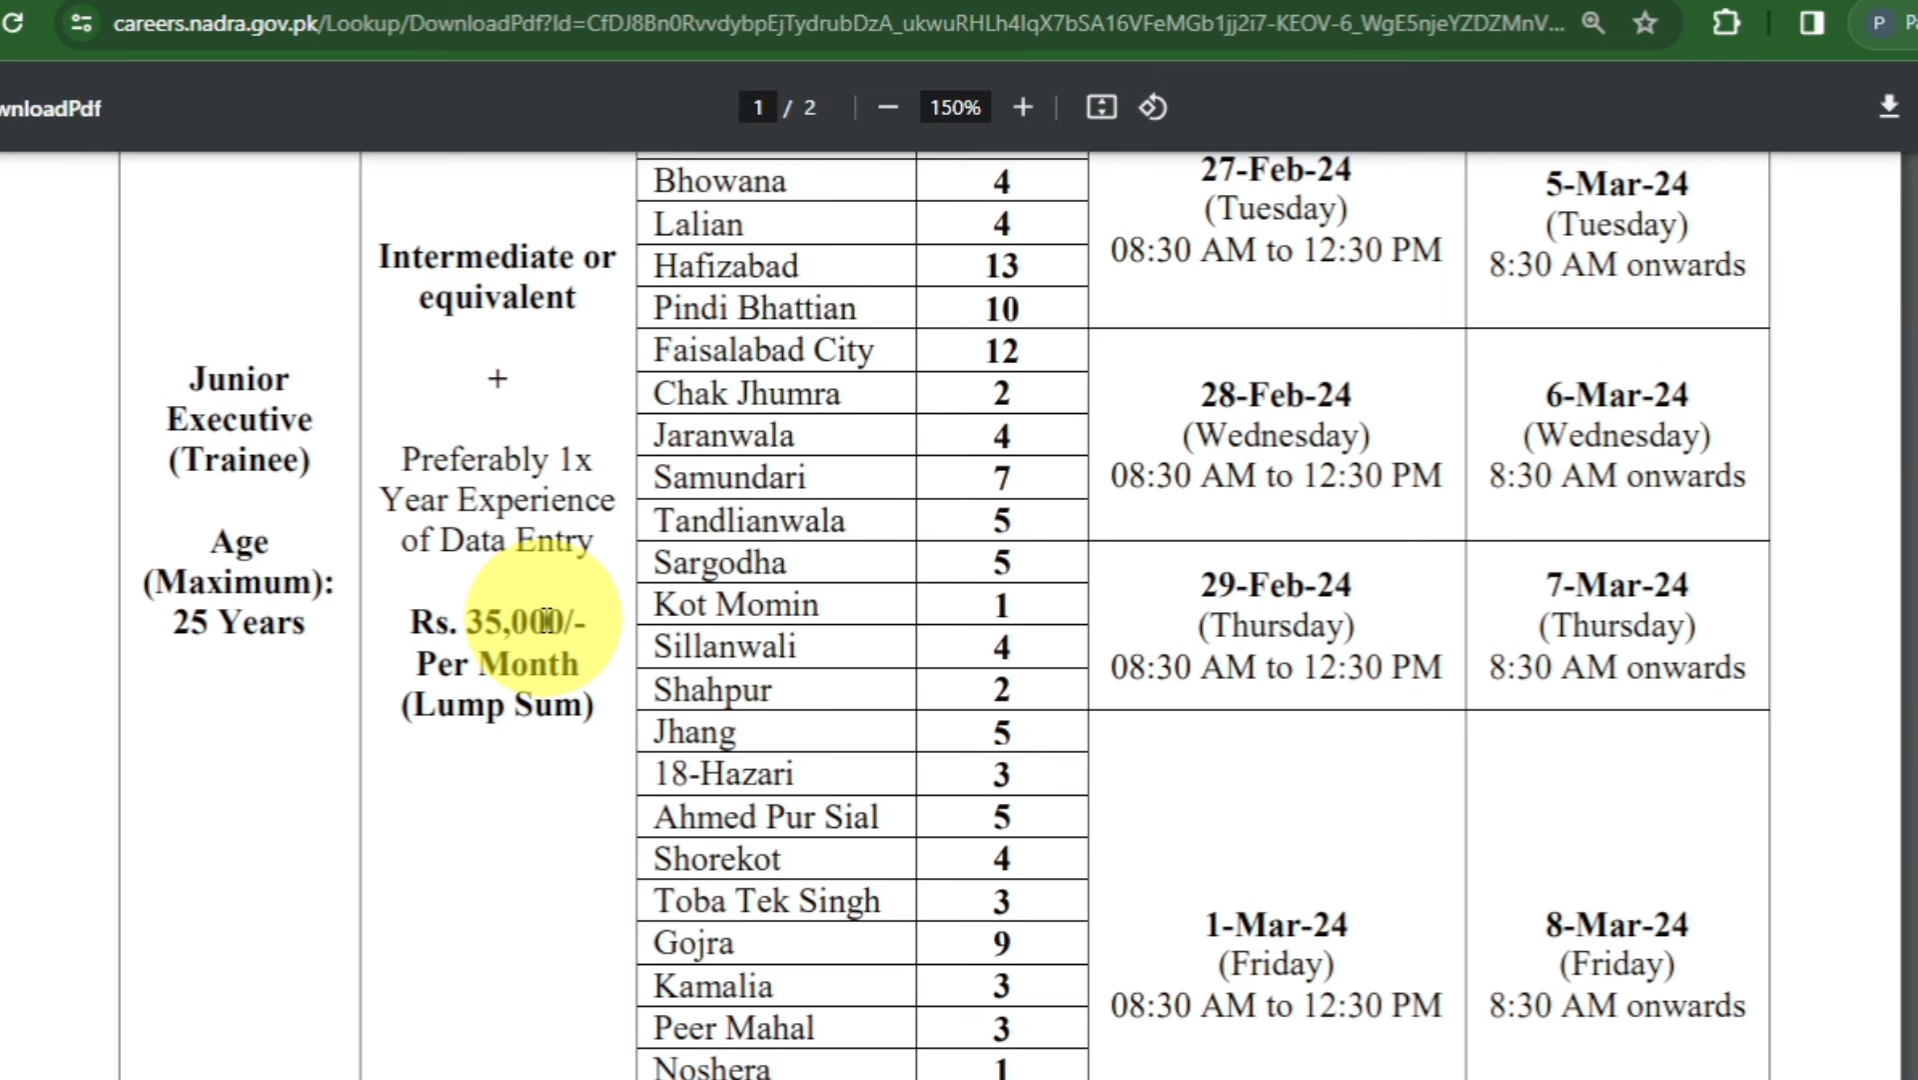 careers.nadra.gov.pk/Lookup/DownloadPdf?Id=CfDJ8Bn0RvvdybpEjTydrubDzA_ukwuRHLh4IqX7bSA16VFeMGb1jj2i7-KEOV-6_WgE5njeYZDZMnV...
P
wnloadPdf
1 / 2
150%
Junior
Executive
(Trainee)
Age
(Maximum):
25 Years
Intermediate or
equivalent
+
Preferably 1x
Year Experience
of Data Entry
Rs. 35,000/-
Per Month
(Lump Sum)
Bhowana 4
Lalian 4
Hafizabad 13
Pindi Bhattian 10
27-Feb-24
(Tuesday)
08:30 AM to 12:30 PM
5-Mar-24
(Tuesday)
8:30 AM onwards
Faisalabad City 12
Chak Jhumra 2
Jaranwala 4
Samundari 7
Tandlianwala 5
28-Feb-24
(Wednesday)
08:30 AM to 12:30 PM
6-Mar-24
(Wednesday)
8:30 AM onwards
Sargodha 5
Kot Momin 1
Sillanwali 4
Shahpur 2
29-Feb-24
(Thursday)
08:30 AM to 12:30 PM
7-Mar-24
(Thursday)
8:30 AM onwards
Jhang 5
18-Hazari 3
Ahmed Pur Sial 5
Shorekot 4
Toba Tek Singh 3
Gojra 9
Kamalia 3
Peer Mahal 3
Noshera 1
1-Mar-24
(Friday)
08:30 AM to 12:30 PM
8-Mar-24
(Friday)
8:30 AM onwards